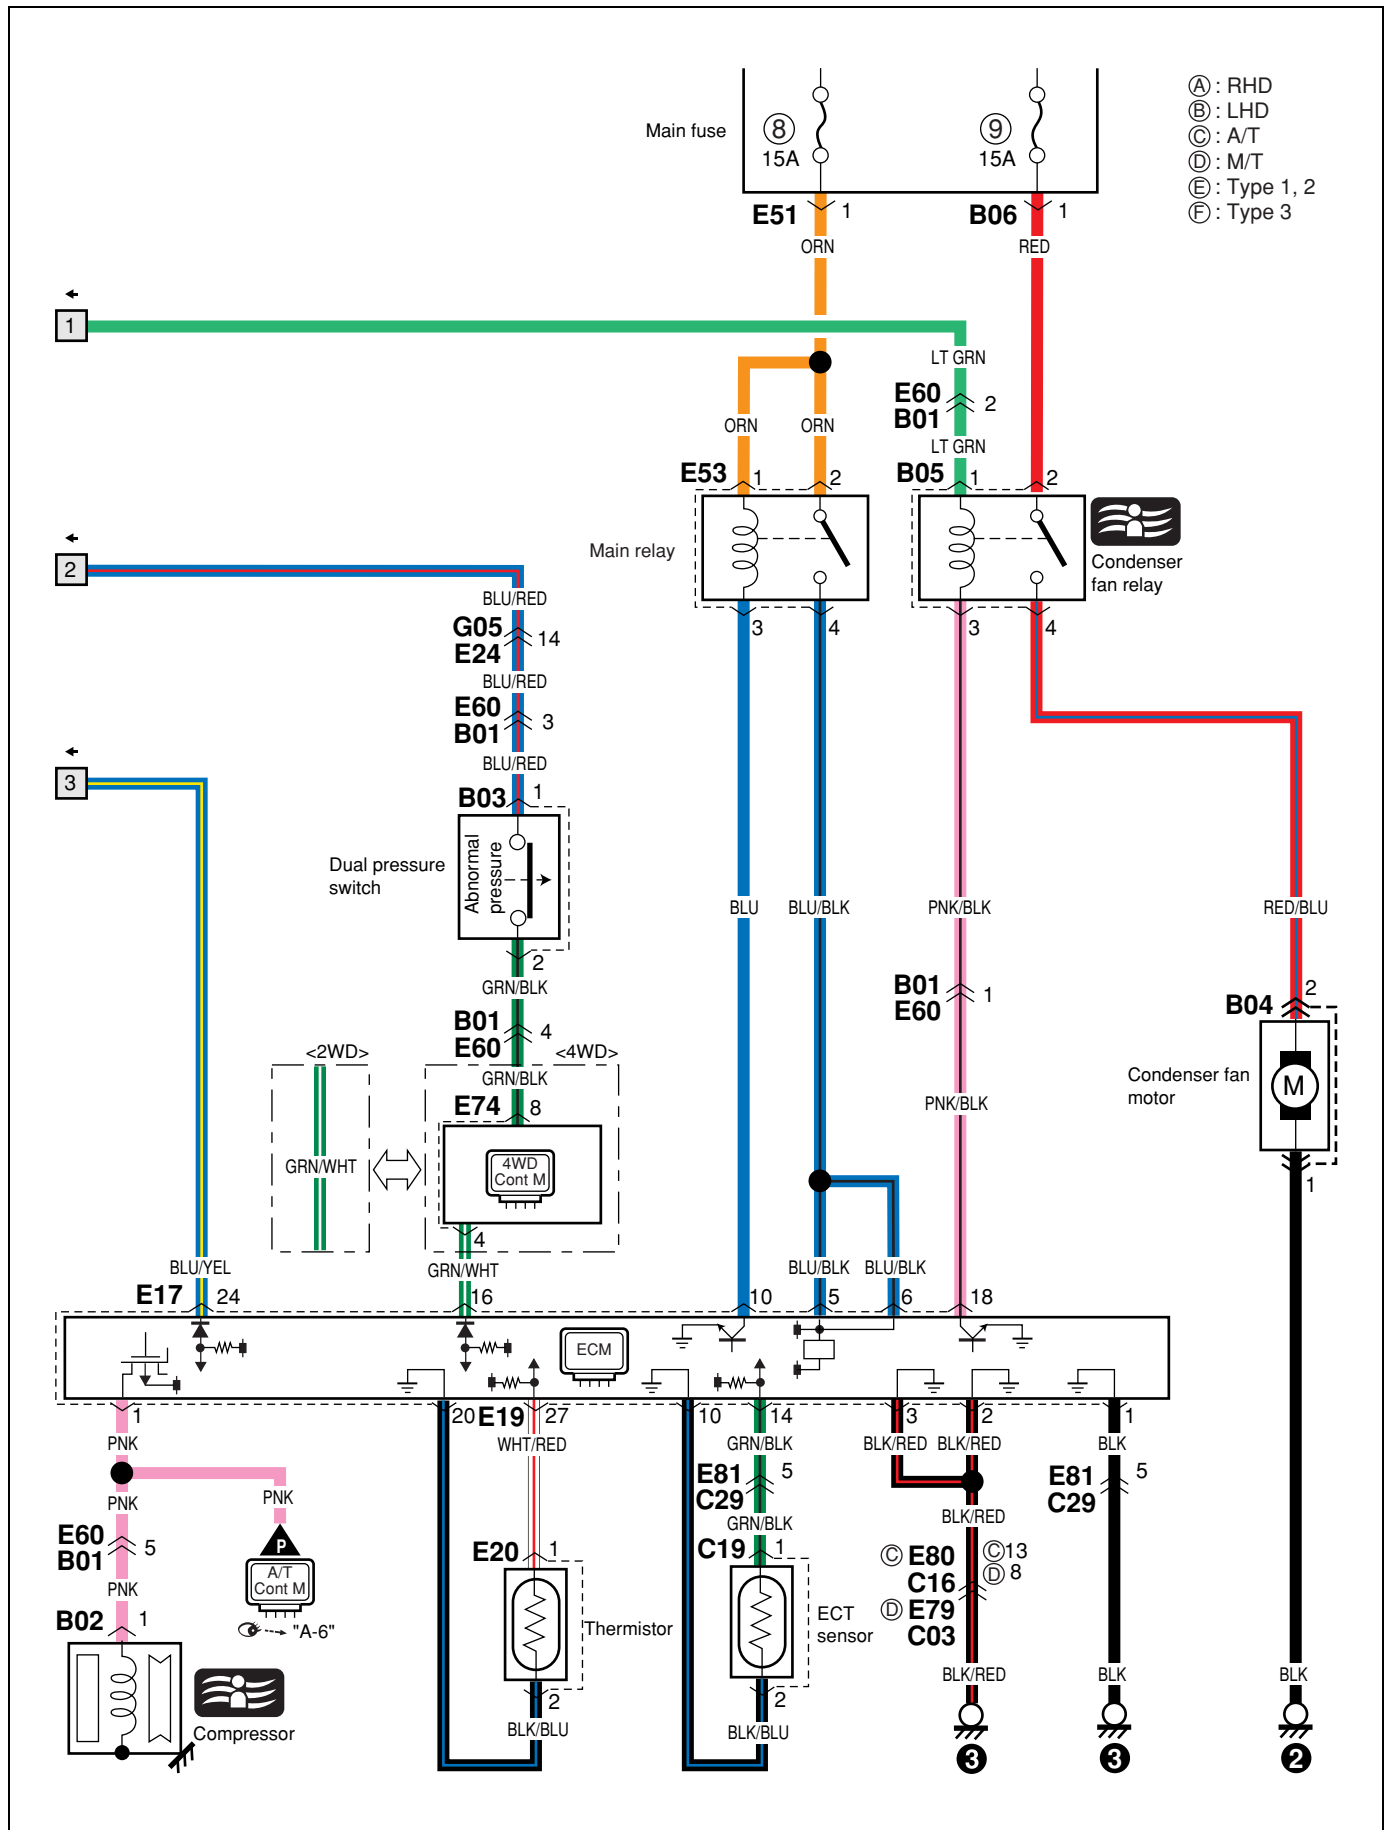 Main fuse
8
15A
9
15A
A : RHD
B : LHD
C : A/T
D : M/T
E : Type 1, 2
F : Type 3
E51 1
B06 1
ORN
RED
1
LT GRN
E60
B01
2
ORN
ORN
LT GRN
E53 1 2
B05 1 2
Main relay
Condenser
fan relay
2
BLU/RED
3 4
3 4
G05
E24
14
BLU/RED
E60
B01
3
BLU/RED
3
B03 1
Dual pressure
switch
Abnormal
pressure
BLU
BLU/BLK
PNK/BLK
RED/BLU
2
GRN/BLK
B01
E60
1
B04 2
B01
E60
4
<2WD>
<4WD>
GRN/BLK
Condenser fan
motor
M
PNK/BLK
E74 8
GRN/WHT
4WD
Cont M
1
4
BLU/YEL
GRN/WHT
BLU/BLK
BLU/BLK
E17 24 16 10 5 6 18
ECM
1 20 E19 27 10 14 3 2 1
PNK
WHT/RED
GRN/BLK
BLK/RED
BLK/RED
BLK
PNK
PNK
E81
C29
5
E81
C29
5
BLK/RED
GRN/BLK
E60
B01
5
P
A/T
Cont M
"A-6"
E20 1
C19 1
C E80
C16
C 13
D 8
D E79
C03
PNK
B02 1
Thermistor
ECT
sensor
Compressor
2
2
BLK/BLU
BLK/BLU
BLK/RED
BLK
BLK
3
3
2